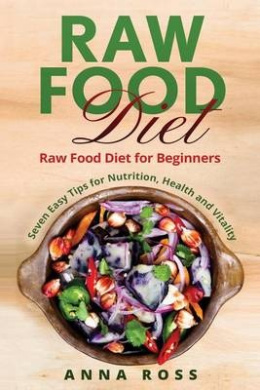 RAW
FOOD
Diet
Raw Food Diet for Beginners
Seven Easy Tips for Nutrition, Health and Vitality
ANNA ROSS